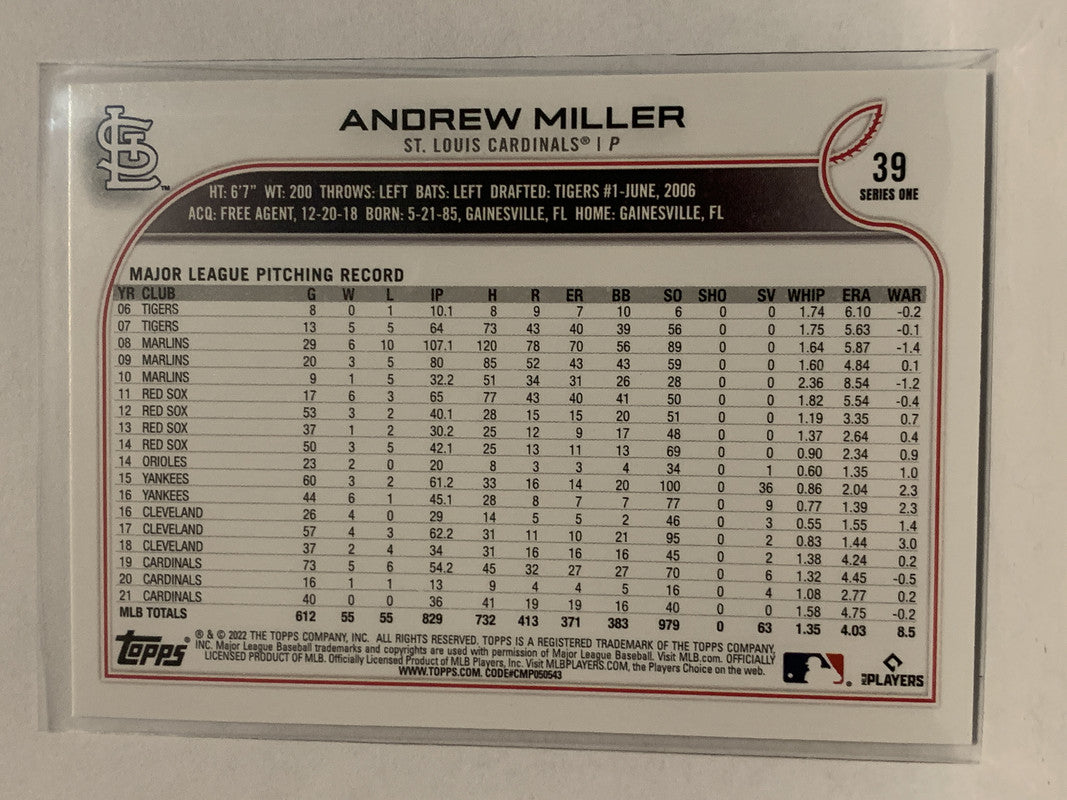 STL™
ANDREW MILLER
ST. LOUIS CARDINALS® | P
39
SERIES ONE
HT: 6'7" WT: 200 THROWS: LEFT BATS: LEFT DRAFTED: TIGERS #1-JUNE, 2006
ACQ: FREE AGENT, 12-20-18 BORN: 5-21-85, GAINESVILLE, FL HOME: GAINESVILLE, FL
MAJOR LEAGUE PITCHING RECORD
YR CLUB G W L IP H R ER BB SO SHO SV WHIP ERA WAR
06 TIGERS 8 0 1 10.1 8 9 7 10 6 0 0 1.74 6.10 -0.2
07 TIGERS 13 5 5 64 73 43 40 39 56 0 0 1.75 5.63 -0.1
08 MARLINS 29 6 10 107.1 120 78 70 56 89 0 0 1.64 5.87 -1.4
09 MARLINS 20 3 5 80 85 52 43 43 59 0 0 1.60 4.84 0.1
10 MARLINS 9 1 5 32.2 51 34 31 26 28 0 0 2.36 8.54 -1.2
11 RED SOX 17 6 3 65 77 43 40 41 50 0 0 1.82 5.54 -0.4
12 RED SOX 53 3 2 40.1 28 15 15 20 51 0 0 1.19 3.35 0.7
13 RED SOX 37 1 2 30.2 25 12 9 17 48 0 0 1.37 2.64 0.4
14 RED SOX 50 3 5 42.1 25 13 11 13 69 0 0 0.90 2.34 0.9
14 ORIOLES 23 2 0 20 8 3 3 4 34 0 1 0.60 1.35 1.0
15 YANKEES 60 3 2 61.2 33 16 14 20 100 0 36 0.86 2.04 2.3
16 YANKEES 44 6 1 45.1 28 8 7 7 77 0 9 0.77 1.39 2.3
16 CLEVELAND 26 4 0 29 14 5 5 2 46 0 3 0.55 1.55 1.4
17 CLEVELAND 57 4 3 62.2 31 11 10 21 95 0 2 0.83 1.44 3.0
18 CLEVELAND 37 2 4 34 31 16 16 16 45 0 2 1.38 4.24 0.2
19 CARDINALS 73 5 6 54.2 45 32 27 27 70 0 6 1.32 4.45 -0.5
20 CARDINALS 16 1 1 13 9 4 4 5 16 0 4 1.08 2.77 0.2
21 CARDINALS 40 0 0 36 41 19 19 16 40 0 0 1.58 4.75 -0.2
MLB TOTALS 612 55 55 829 732 413 371 383 979 0 63 1.35 4.03 8.5
Topps®
® & © 2022 THE TOPPS COMPANY, INC. ALL RIGHTS RESERVED. TOPPS IS A REGISTERED TRADEMARK OF THE TOPPS COMPANY,
INC. Major League Baseball trademarks and copyrights are used with permission of Major League Baseball. Visit MLB.com. OFFICIALLY
LICENSED PRODUCT OF MLB. Officially Licensed Product of MLB Players, Inc. Visit MLBPLAYERS.COM, the Players Choice on the web.
WWW.TOPPS.COM. CODE#CMP050543
PLAYERS